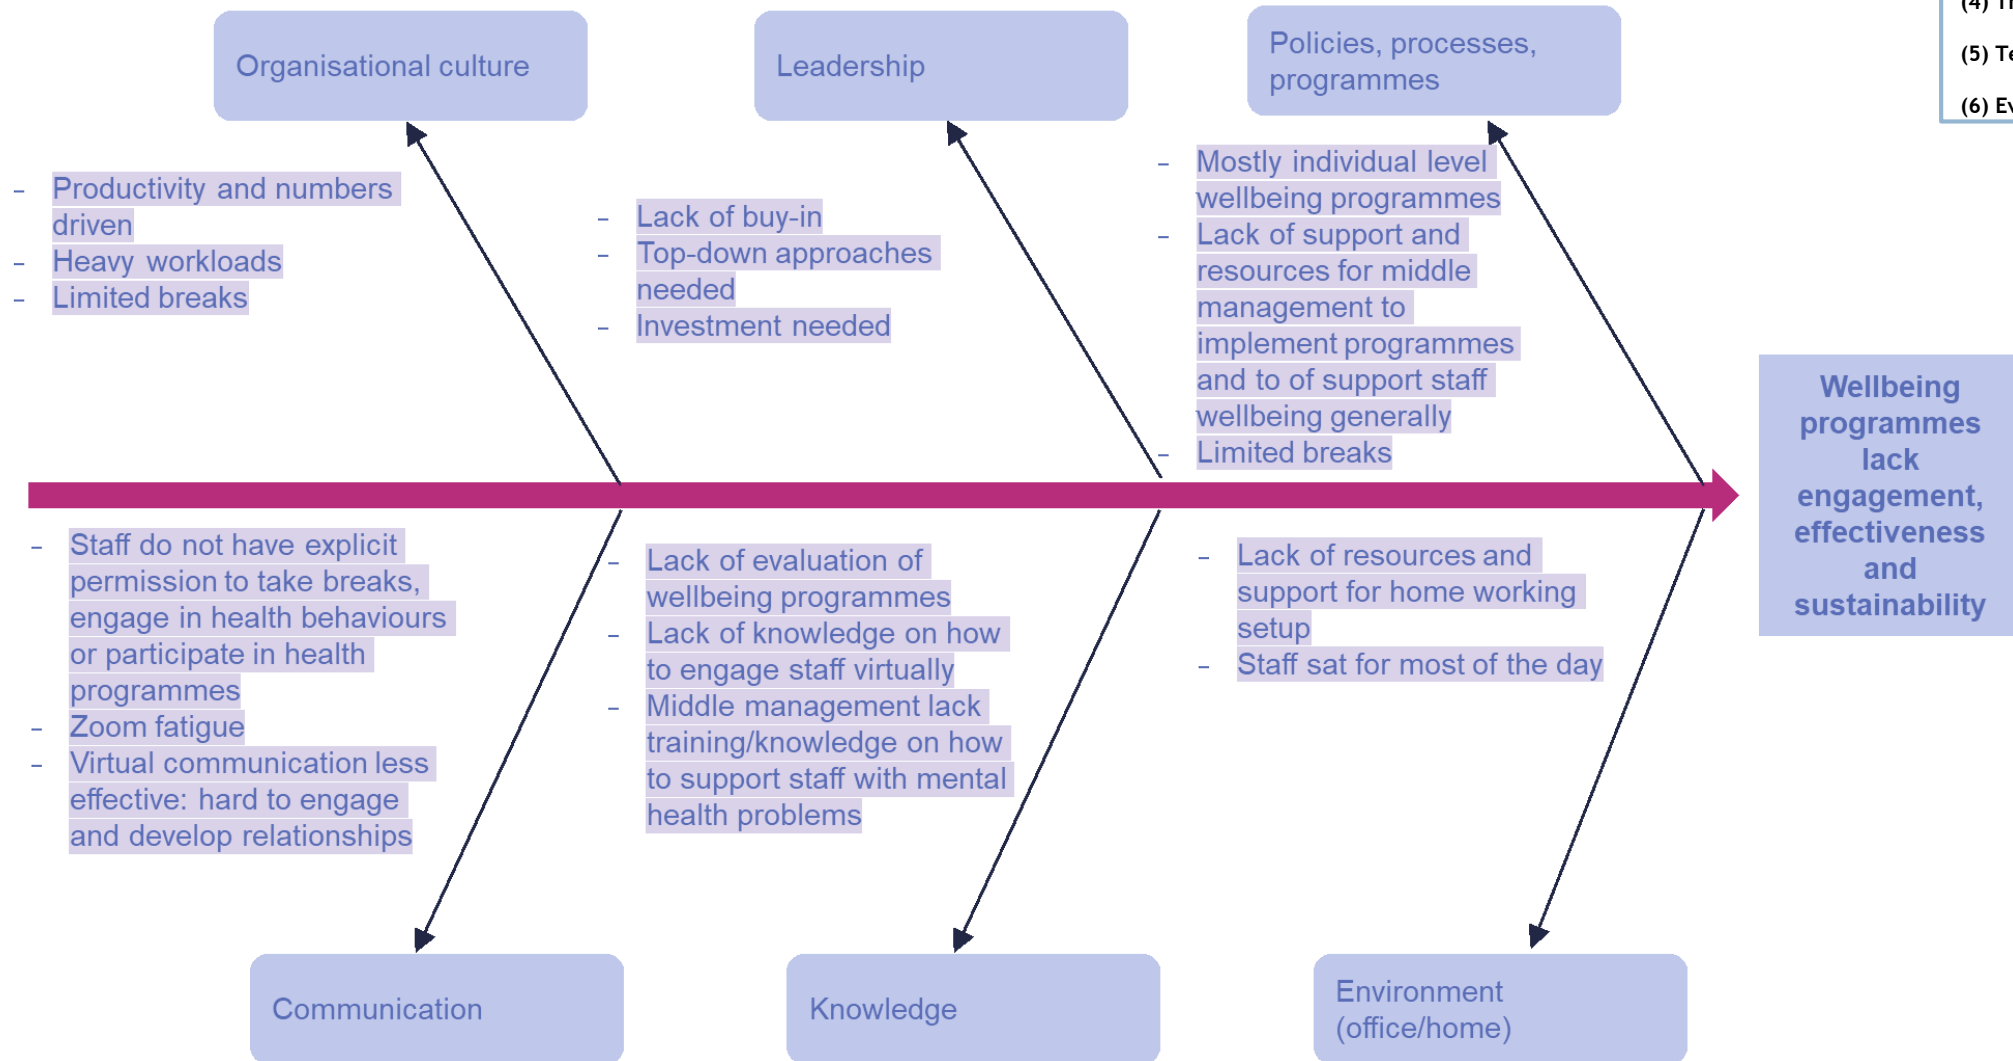 Organisational culture
Leadership
Policies, processes,
programmes
(5)
(6)
- Productivity and numbers
driven
- Heavy workloads
- Limited breaks
- Lack of buy-in
- Top-down approaches
needed
- Investment needed
- Mostly individual level
wellbeing programmes
- Lack of support and
resources for middle
management to
implement programmes
and to of support staff
wellbeing generally
- Limited breaks
Wellbeing
programmes
lack
engagement,
effectiveness
and
sustainability
- Staff do not have explicit
permission to take breaks,
engage in health behaviours
or participate in health
programmes
- Zoom fatigue
- Virtual communication less
effective: hard to engage
and develop relationships
- Lack of evaluation of
wellbeing programmes
- Lack of knowledge on how
to engage staff virtually
- Middle management lack
training/knowledge on how
to support staff with mental
health problems
- Lack of resources and
support for home working
setup
- Staff sat for most of the day
Communication
Knowledge
Environment
(office/home)